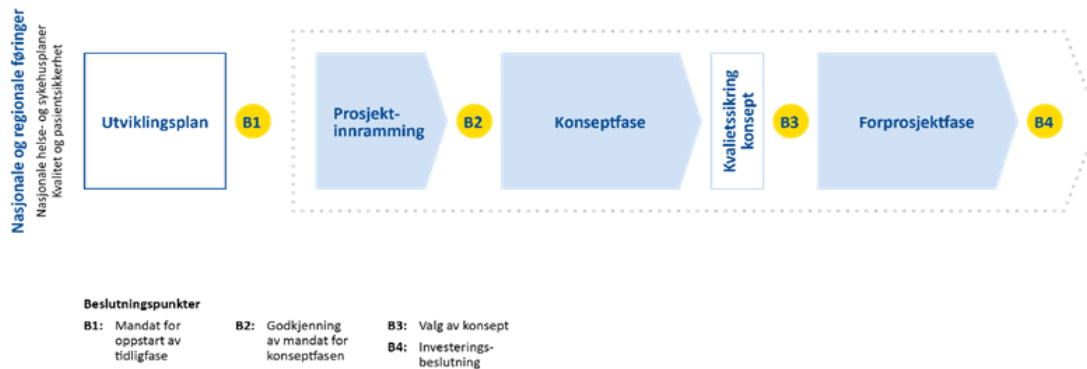 Nasjonale og regionale føringer
Nasjonale helse- og sykehusplaner
Kvalitet og pasientsikkerhet
Utviklingsplan
B1
Prosjekt-
innramming
B2
Konseptfase
Kvalietssikring
konsept
B3
Forprosjektfase
B4
Beslutningspunkter
B1: Mandat for
oppstart av
tidligfase
B2: Godkjenning
av mandat for
konseptfasen
B3: Valg av konsept
B4: Investerings-
beslutning